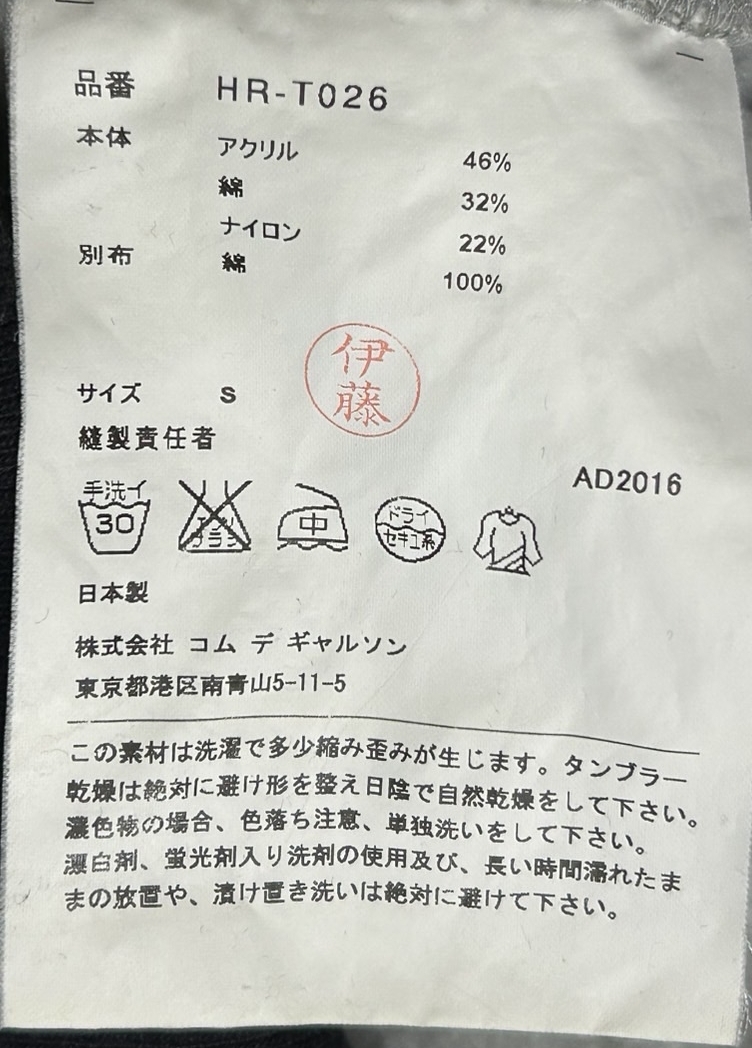 品番 HR-T026
本体 アクリル 46%
綿 32%
ナイロン 22%
別布 綿 100%
伊藤
サイズ S
縫製責任者
AD2016
手洗イ 30
エンソ サラシ
中
ドライ セキユ系
日本製
株式会社 コム デ ギャルソン
東京都港区南青山5-11-5
この素材は洗濯で多少縮み歪みが生じます。タンブラー
乾燥は絶対に避け形を整え日陰で自然乾燥をして下さい。
濃色物の場合、色落ち注意、単独洗いをして下さい。
漂白剤、蛍光剤入り洗剤の使用及び、長い時間濡れたま
まの放置や、漬け置き洗いは絶対に避けて下さい。